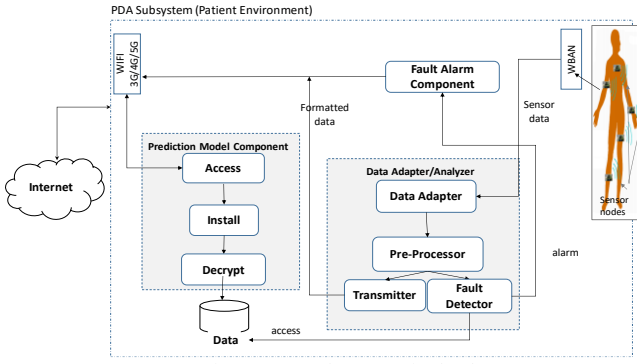 PDA Subsystem (Patient Environment)
WIFI
3G/4G/5G
Fault Alarm
Component
WBAN
Formatted
data
Sensor
data
Prediction Model Component
Access
Data Adapter/Analyzer
Internet
Data Adapter
Sensor
nodes
Install
Pre-Processor
alarm
Decrypt
Transmitter
Fault
Detector
access
Data